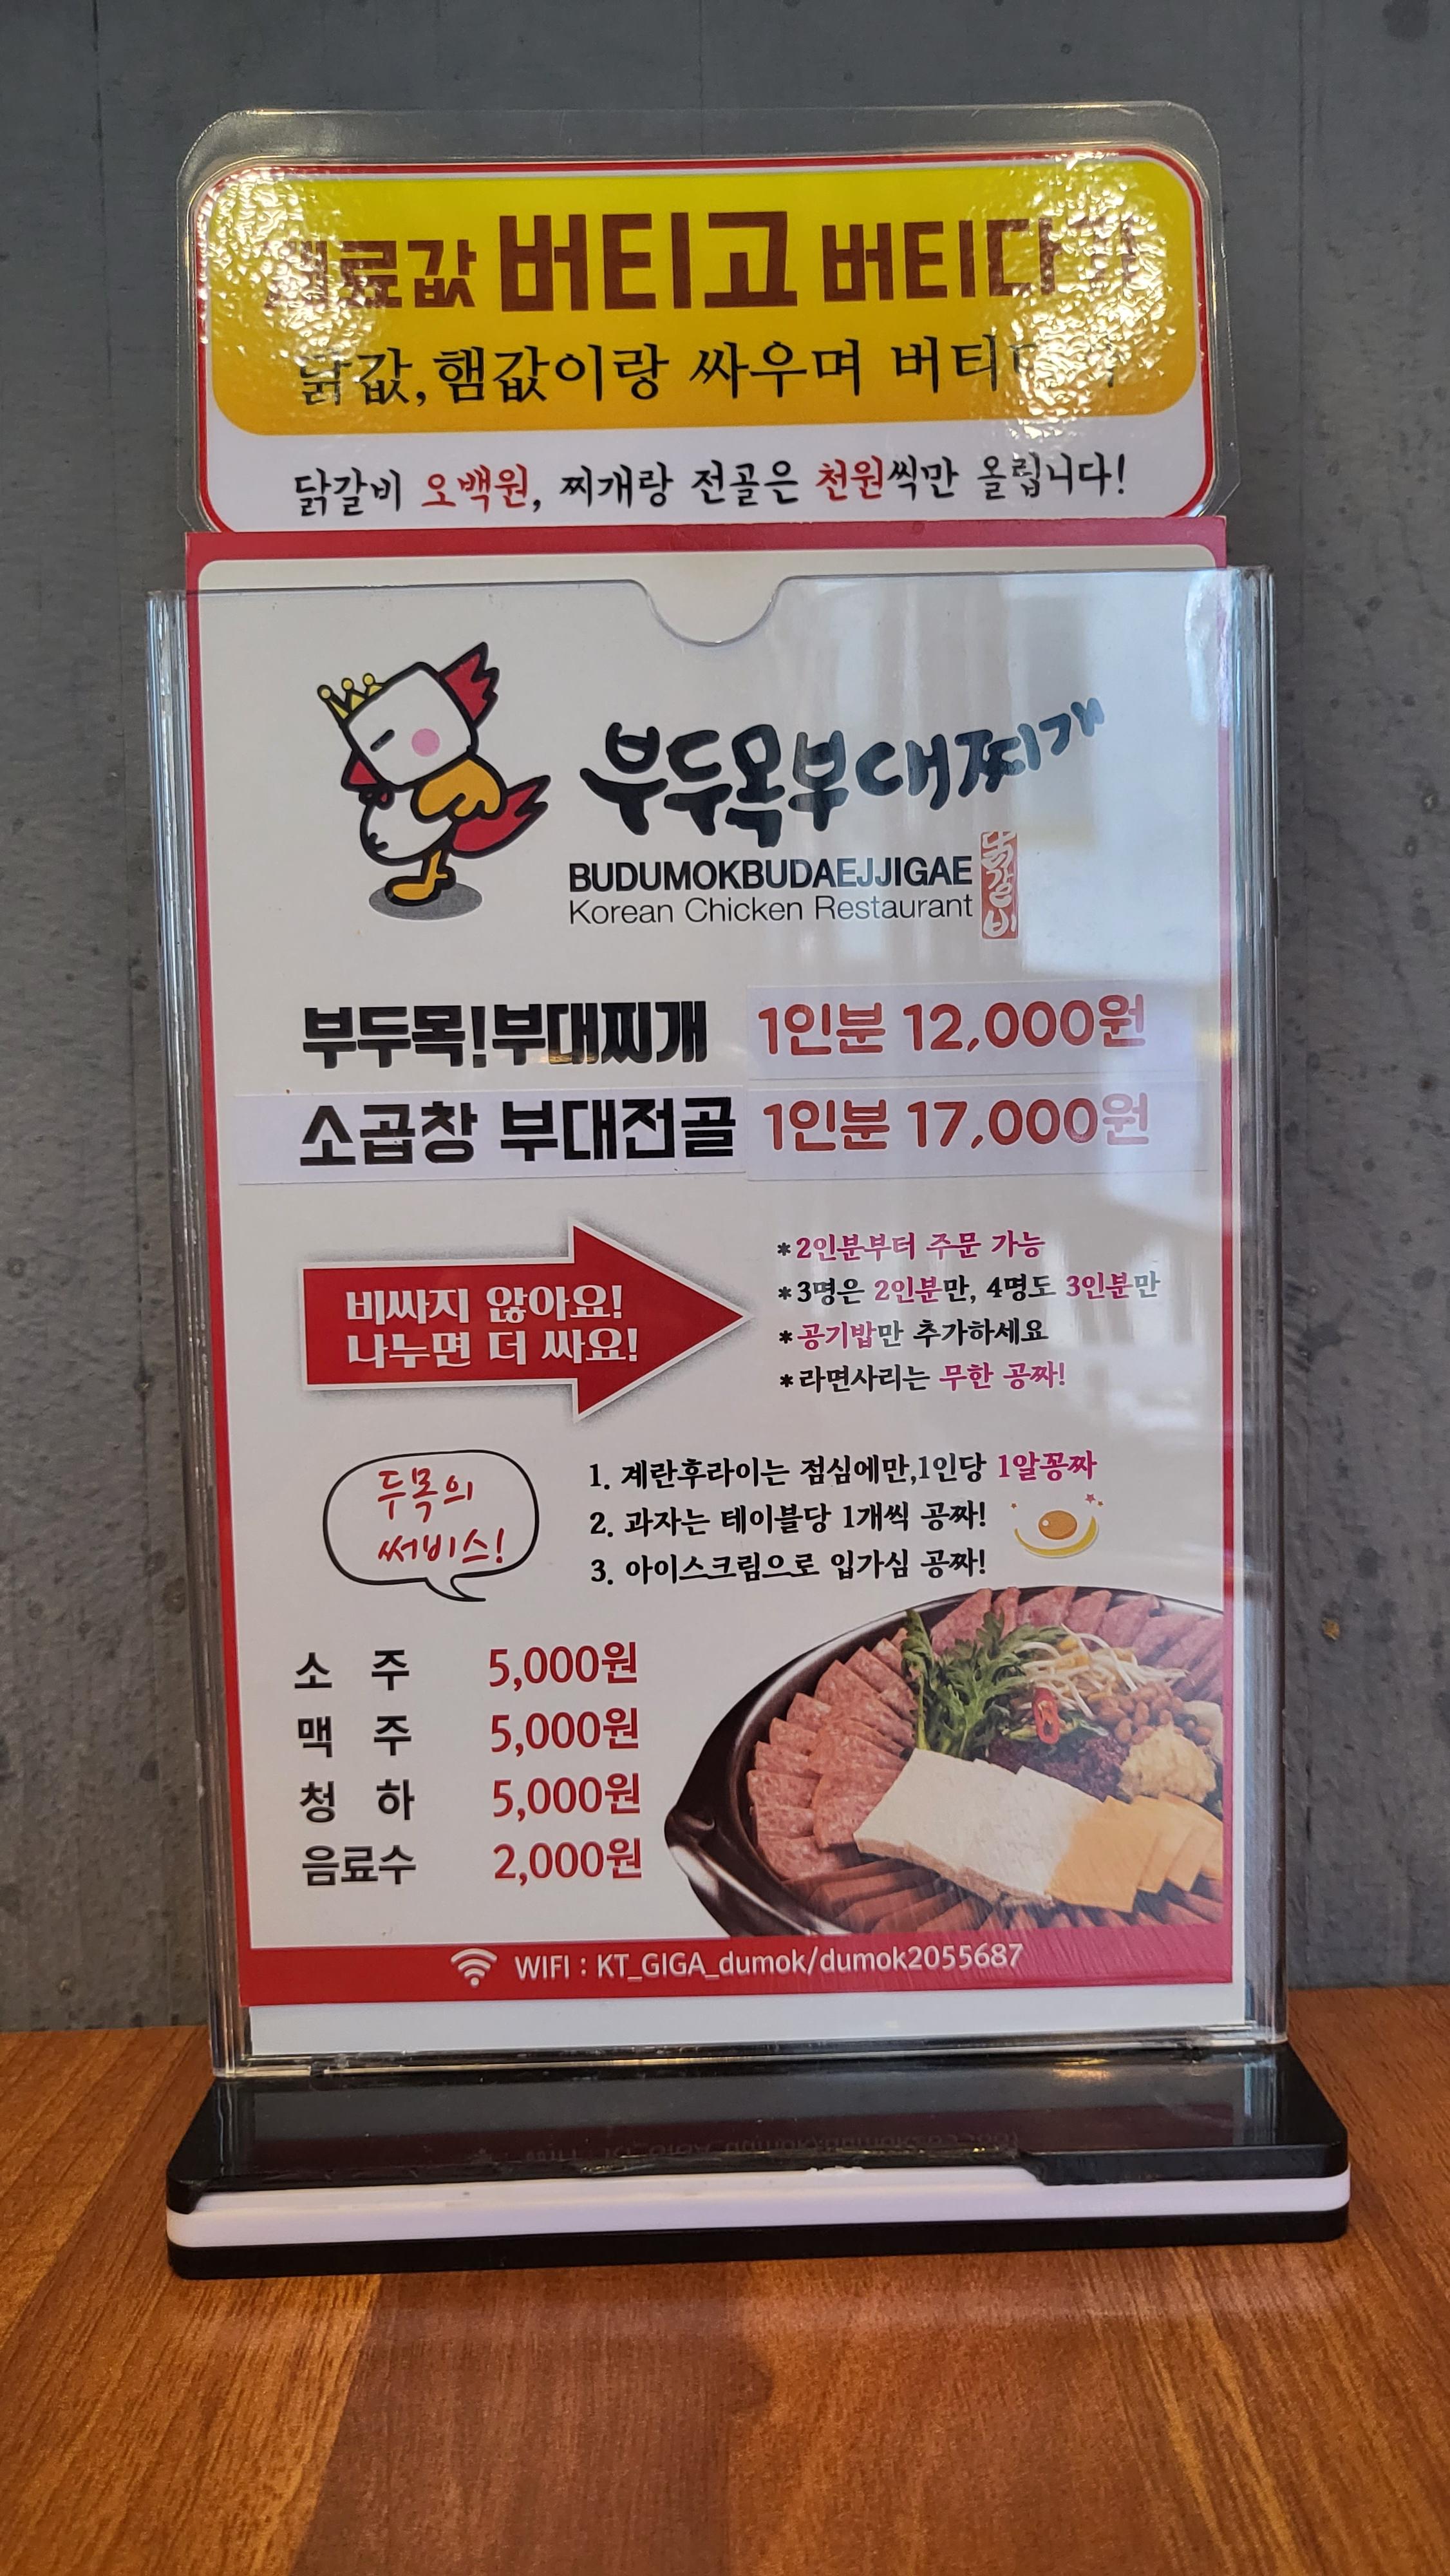 재료값 버티고 버티다가
닭값, 햄값이랑 싸우며 버티다가
닭갈비 오백원, 찌개랑 전골은 천원씩만 올립니다!
부두목부대찌개
BUDUMOKBUDAEJJIGAE
Korean Chicken Restaurant
닭갈비
부두목!부대찌개 1인분 12,000원
소곱창 부대전골 1인분 17,000원
비싸지 않아요!
나누면 더 싸요!
*2인분부터 주문 가능
*3명은 2인분만, 4명도 3인분만
*공기밥만 추가하세요
*라면사리는 무한 공짜!
두목의
써비스!
1. 계란후라이는 점심에만,1인당 1알꽁짜
2. 과자는 테이블당 1개씩 공짜!
3. 아이스크림으로 입가심 공짜!
소 주 5,000원
맥 주 5,000원
청 하 5,000원
음료수 2,000원
WIFI : KT_GIGA_dumok/dumok2055687